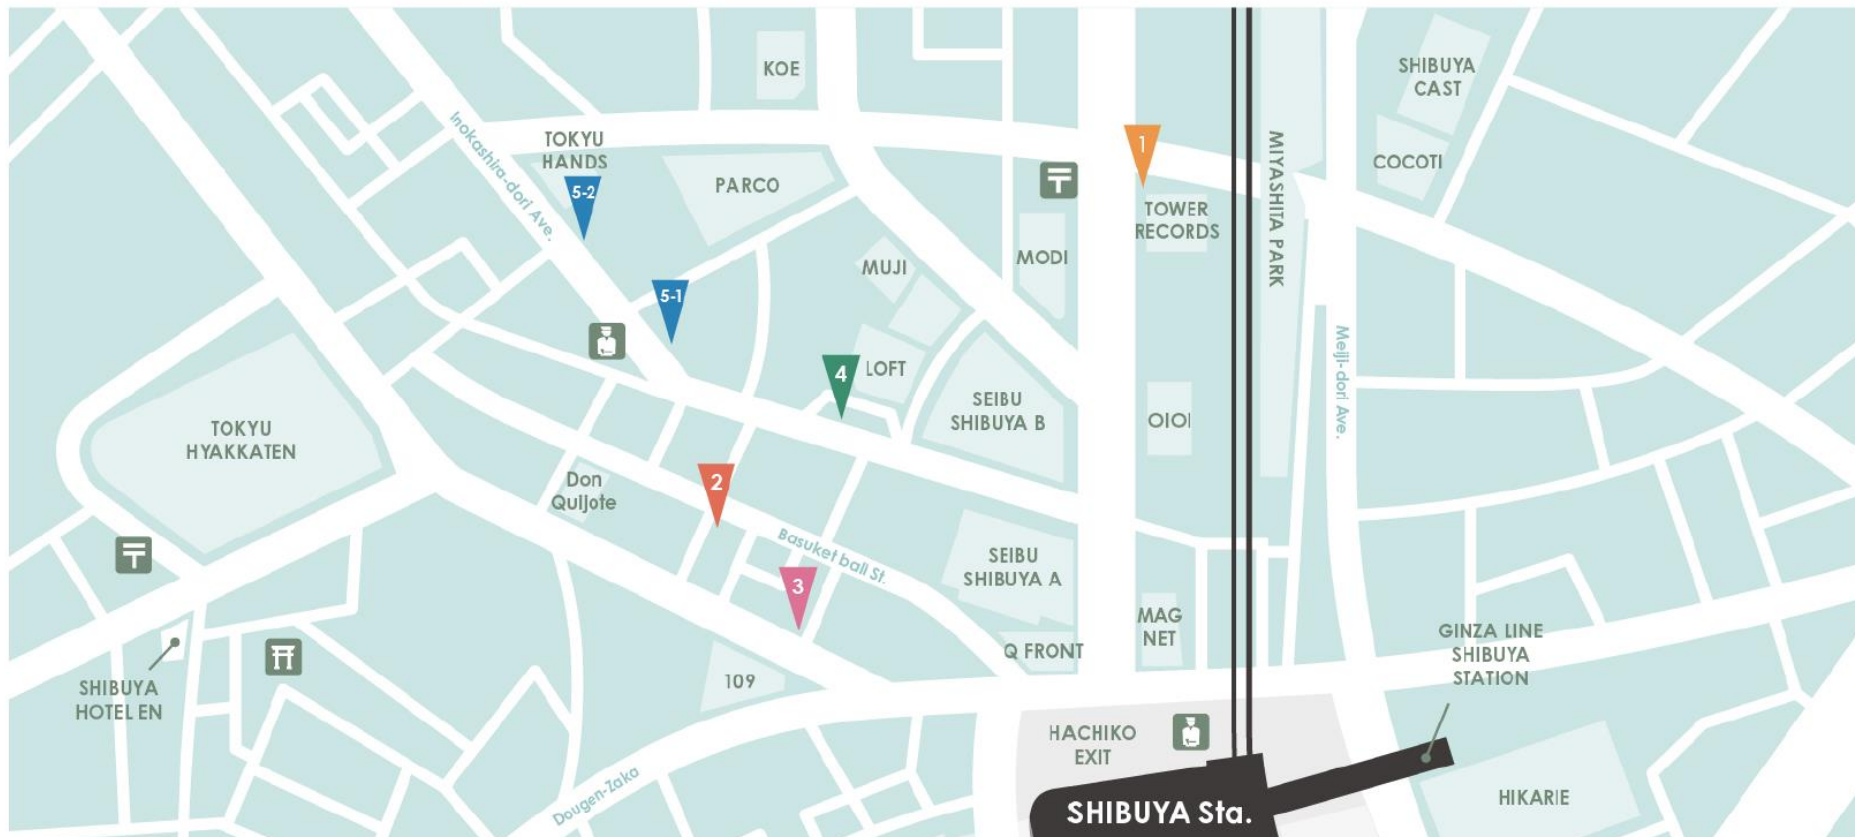 KOE
SHIBUYA
CAST
Inokashira-dori Ave.
TOKYU
HANDS
1
MIYASHITA PARK
COCOTI
5-2
PARCO
TOWER
RECORDS
MUJI
MODI
5-1
4
LOFT
Meiji-dori Ave.
SEIBU
SHIBUYA B
OIOI
TOKYU
HYAKKATEN
Don
Quijote
2
Basuket ball St.
SEIBU
SHIBUYA A
3
MAG
NET
Q FRONT
GINZA LINE
SHIBUYA
STATION
109
SHIBUYA
HOTEL EN
HACHIKO
EXIT
Dougen-Zaka
HIKARIE
SHIBUYA Sta.